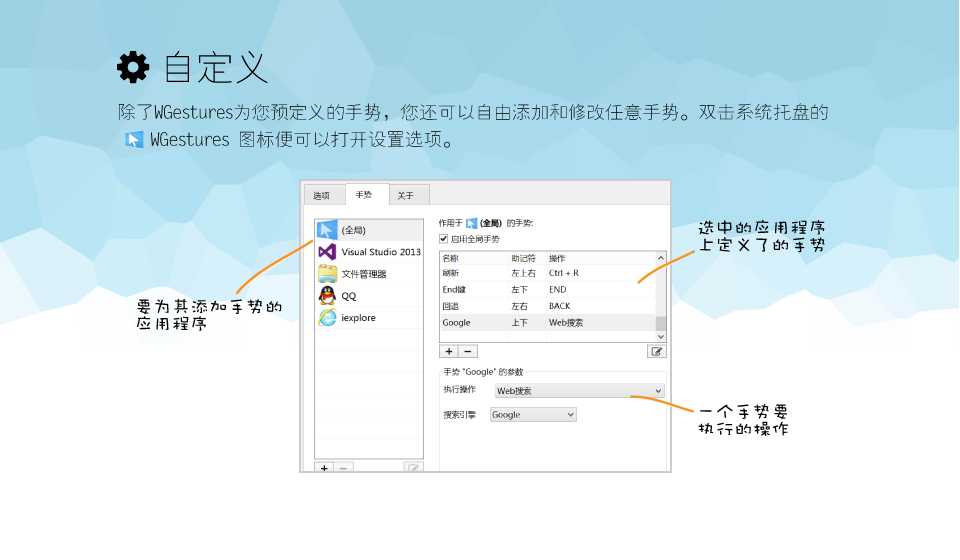 自定义
除了WGestures为您预定义的手势，您还可以自由添加和修改任意手势。双击系统托盘的
WGestures 图标便可以打开设置选项。
选项 手势 关于
(全局)
Visual Studio 2013
文件管理器
QQ
iexplore
作用于 (全局) 的手势:
启用全局手势
名称 助记符 操作
刷新 左上右 Ctrl + R
End键 左下 END
回退 左右 BACK
Google 上下 Web搜索
手势 "Google" 的参数
执行操作 Web搜索
搜索引擎 Google
要为其添加手势的
应用程序
选中的应用程序
上定义了的手势
一个手势要
执行的操作